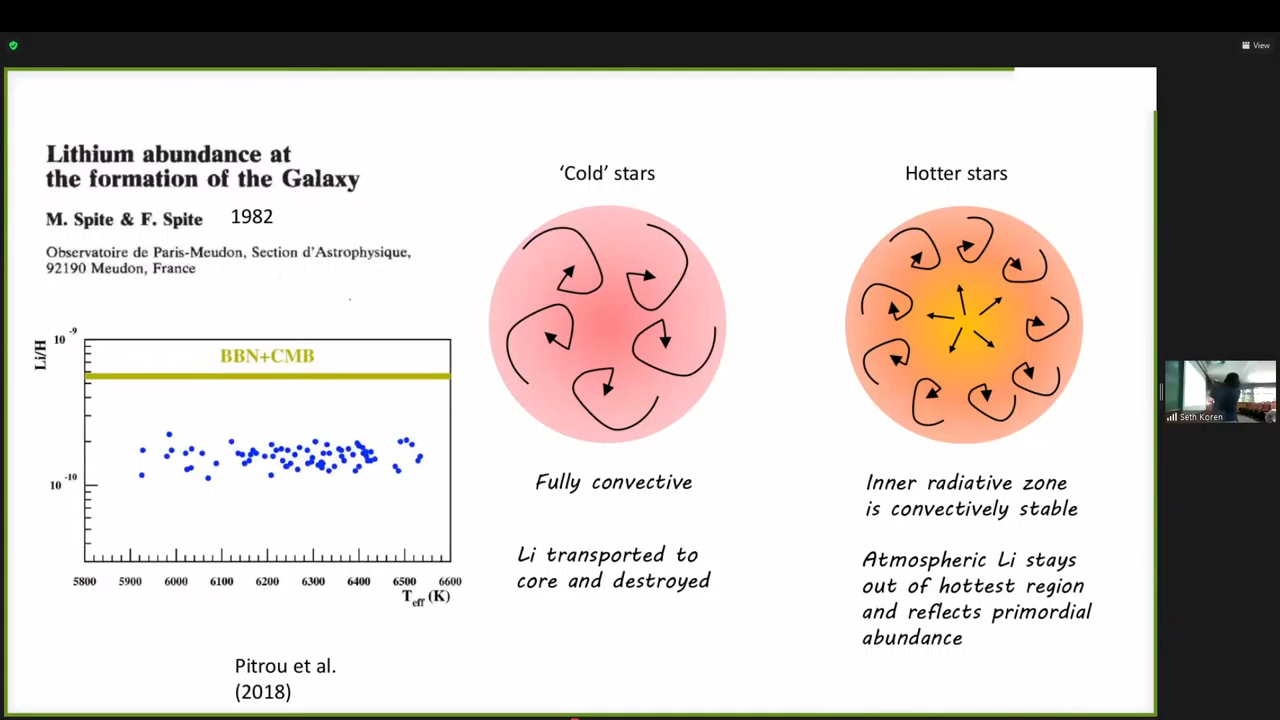 View
Lithium abundance at
the formation of the Galaxy
M. Spite & F. Spite 1982
Observatoire de Paris-Meudon, Section d'Astrophysique,
92190 Meudon, France
10 -9
Li/H
BBN+CMB
10 -10
5800 5900 6000 6100 6200 6300 6400 6500 6600
Teff (K)
Pitrou et al.
(2018)
'Cold' stars
Fully convective
Li transported to
core and destroyed
Hotter stars
Inner radiative zone
is convectively stable
Atmospheric Li stays
out of hottest region
and reflects primordial
abundance
Seth Koren